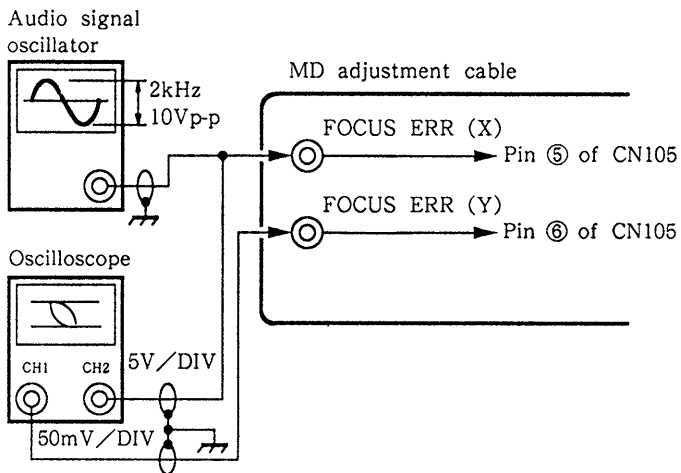 Audio signal
oscillator
2kHz
10Vp-p
MD adjustment cable
FOCUS ERR (X)
Pin ⑤ of CN105
FOCUS ERR (Y)
Pin ⑥ of CN105
Oscilloscope
CH1 CH2
5V／DIV
50mV／DIV